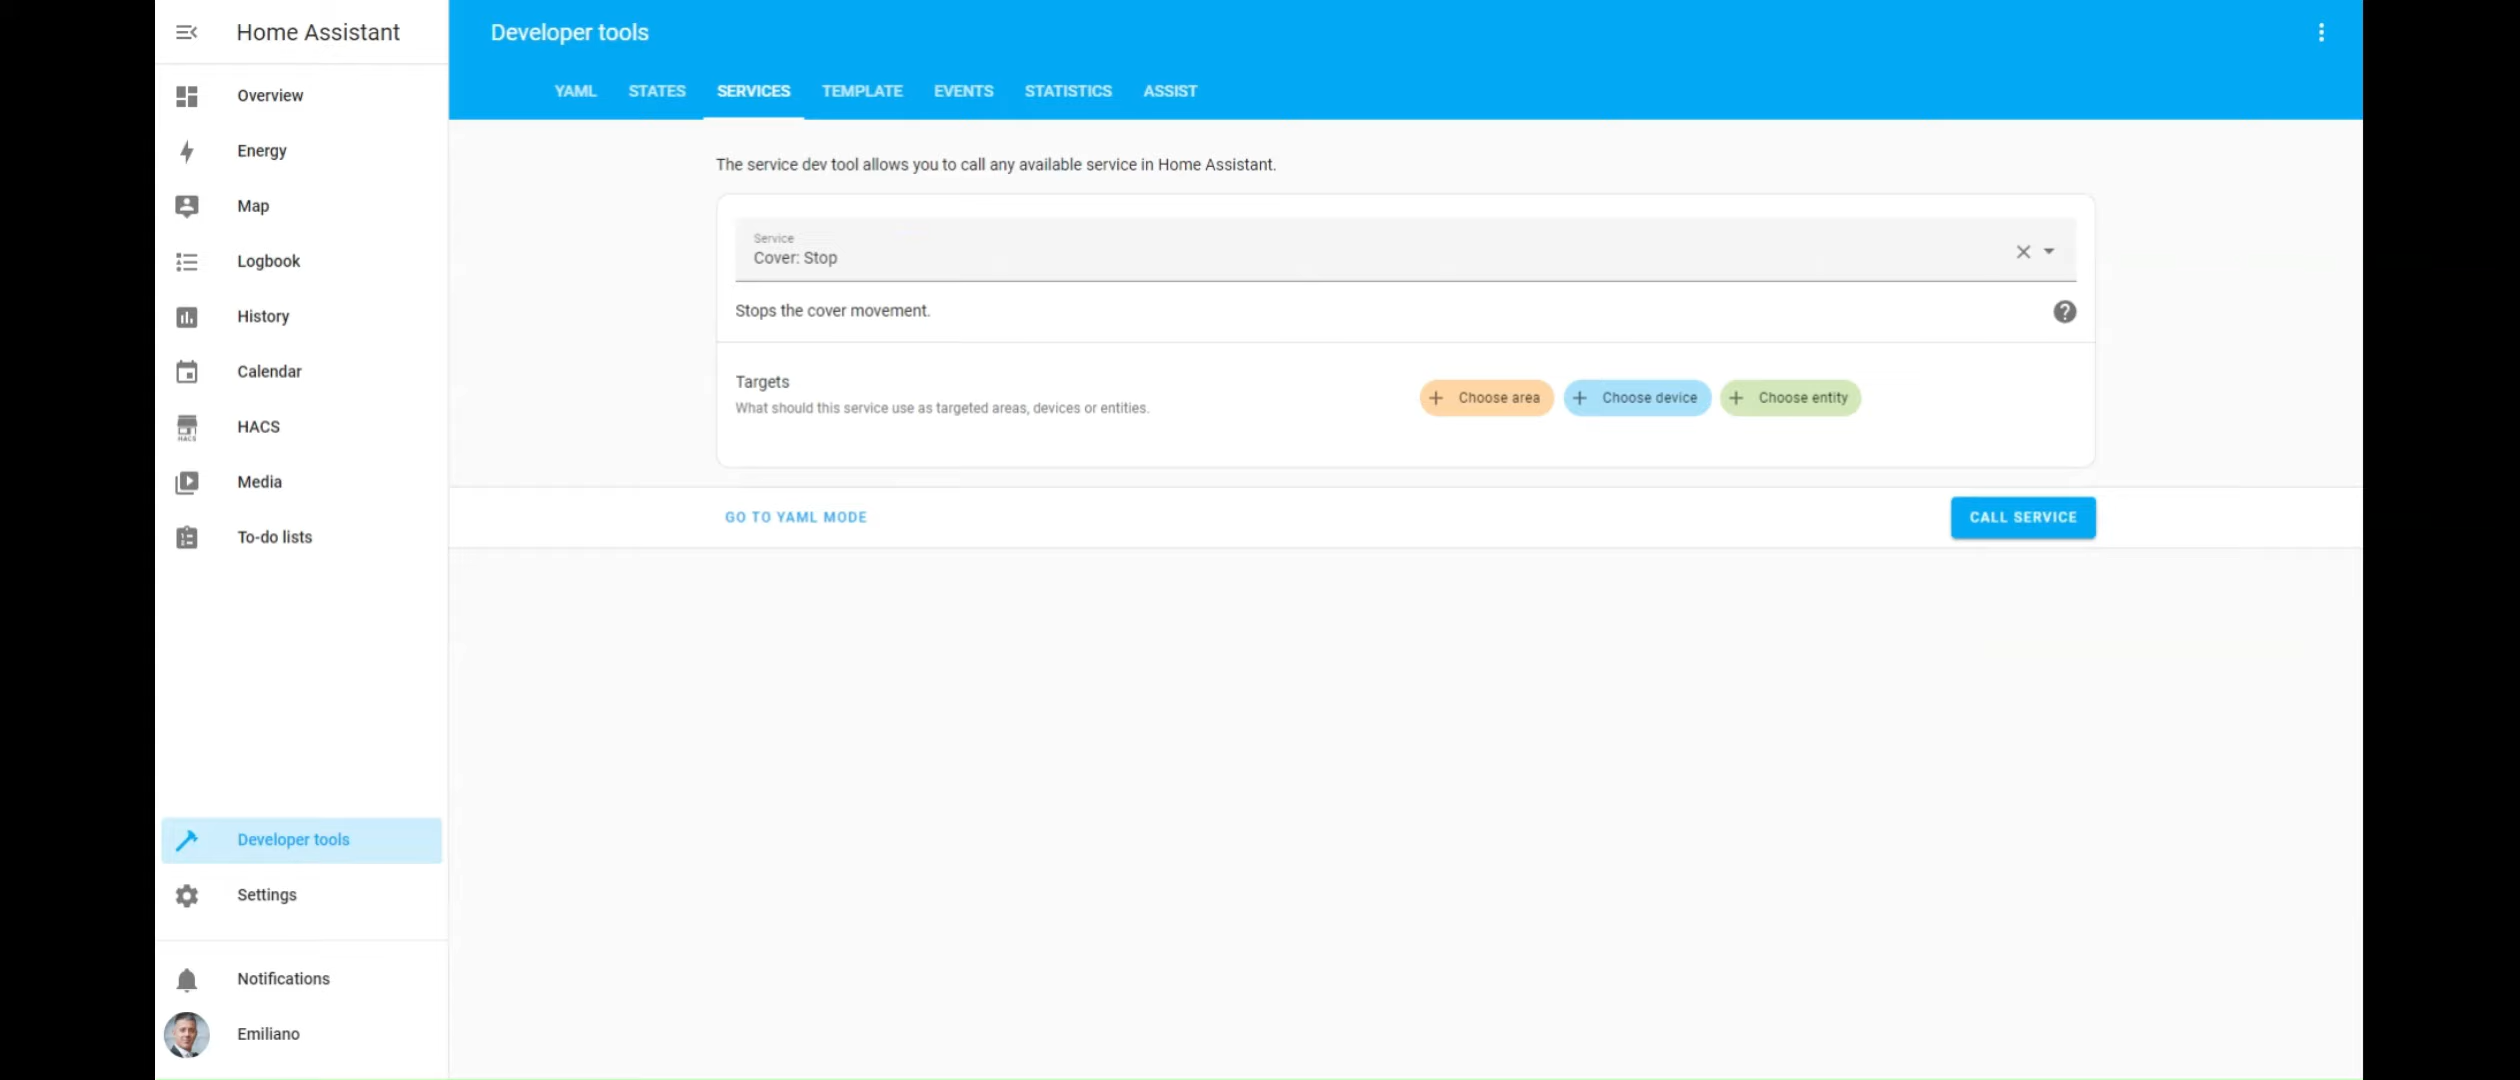 Home Assistant
Overview
Energy
Map
Logbook
History
Calendar
HACS
HACS
Media
To-do lists
Developer tools
Settings
Notifications
Emiliano
Developer tools
YAML STATES SERVICES TEMPLATE EVENTS STATISTICS ASSIST
The service dev tool allows you to call any available service in Home Assistant.
Service
Cover: Stop
Stops the cover movement.
Targets
What should this service use as targeted areas, devices or entities.
Choose area Choose device Choose entity
GO TO YAML MODE CALL SERVICE